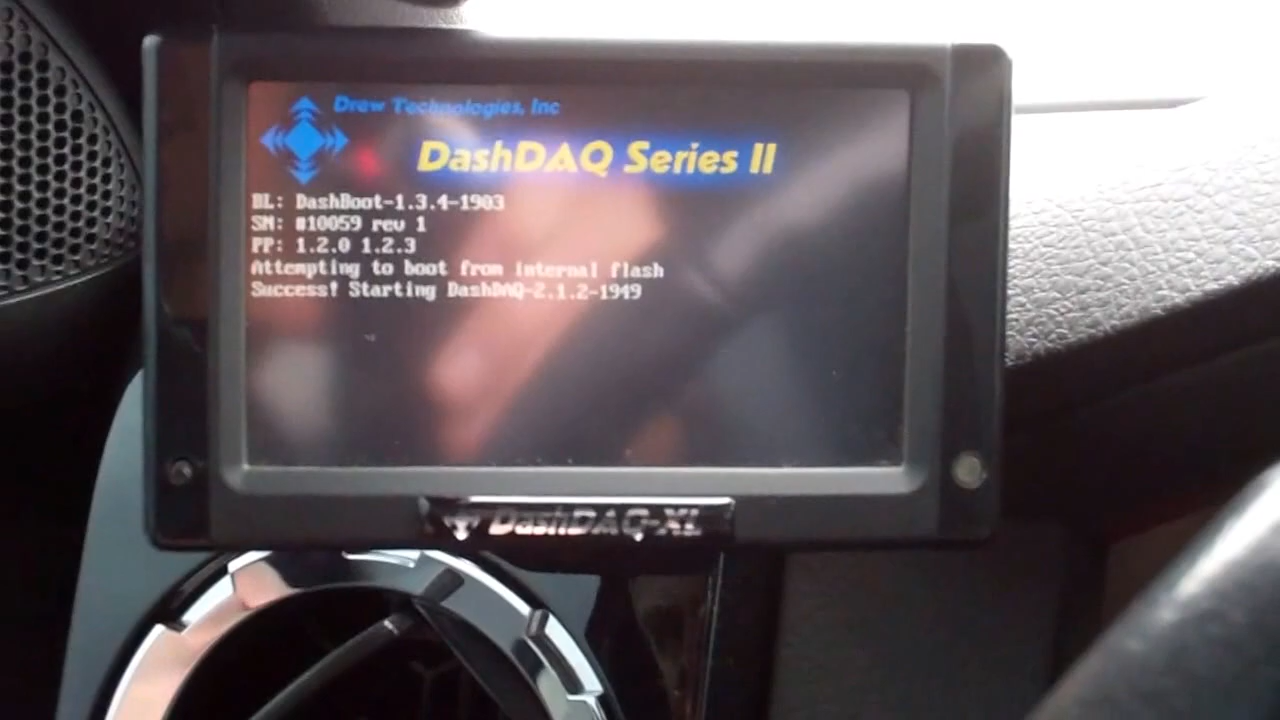 Drew Technologies, Inc
DashDAQ Series II
BL: DashBoot-1.3.4-1903
SN: #10059 rev 1
PP: 1.2.0 1.2.3
Attempting to boot from internal flash
Success! Starting DashDAQ-2.1.2-1949
DashDAQ-XL